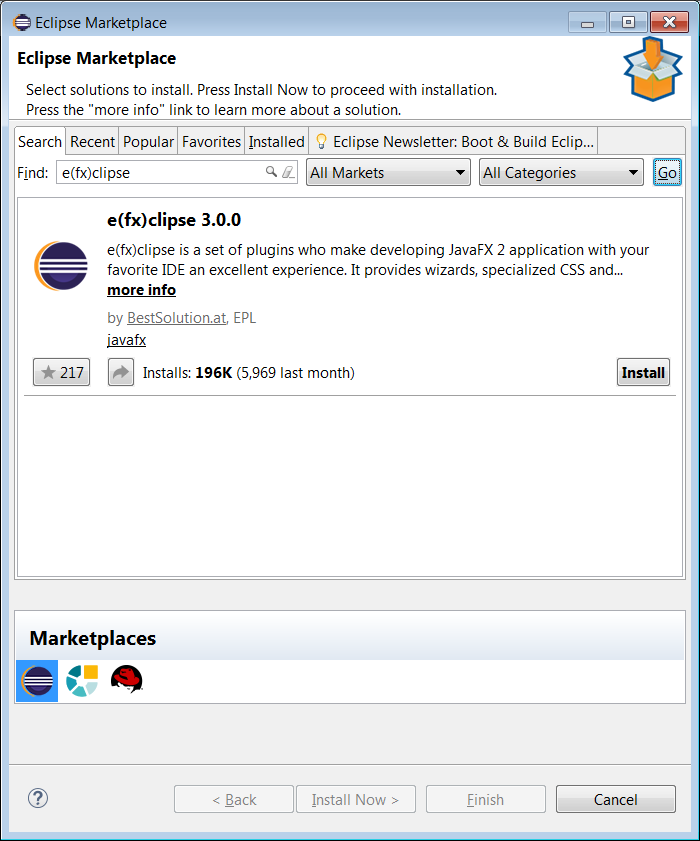 Eclipse Marketplace
Eclipse Marketplace
Select solutions to install. Press Install Now to proceed with installation.
Press the "more info" link to learn more about a solution.
Search Recent Popular Favorites Installed Eclipse Newsletter: Boot & Build Eclip...
Find: e(fx)clipse All Markets All Categories Go
e(fx)clipse 3.0.0
e(fx)clipse is a set of plugins who make developing JavaFX 2 application with your
favorite IDE an excellent experience. It provides wizards, specialized CSS and...
more info
by BestSolution.at, EPL
javafx
217 Installs: 196K (5,969 last month) Install
Marketplaces
? < Back Install Now > Finish Cancel